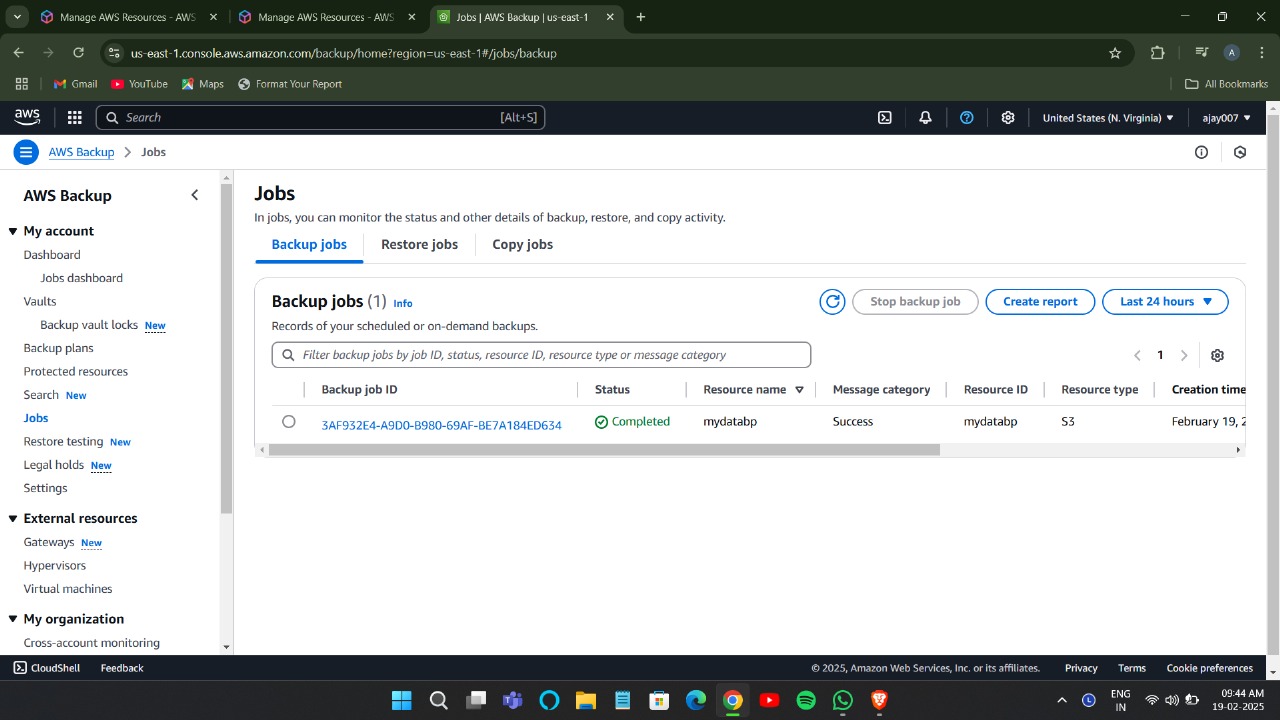 Manage AWS Resources - AWS
Manage AWS Resources - AWS
Jobs | AWS Backup | us-east-1
us-east-1.console.aws.amazon.com/backup/home?region=us-east-1#/jobs/backup
A
Gmail
YouTube
Maps
Format Your Report
All Bookmarks
aws
Search
[Alt+S]
United States (N. Virginia)
ajay007
AWS Backup > Jobs
AWS Backup
My account
Dashboard
Jobs dashboard
Vaults
Backup vault locks New
Backup plans
Protected resources
Search New
Jobs
Restore testing New
Legal holds New
Settings
External resources
Gateways New
Hypervisors
Virtual machines
My organization
Cross-account monitoring
Jobs
In jobs, you can monitor the status and other details of backup, restore, and copy activity.
Backup jobs
Restore jobs
Copy jobs
Backup jobs (1) Info
Stop backup job
Create report
Last 24 hours
Records of your scheduled or on-demand backups.
Filter backup jobs by job ID, status, resource ID, resource type or message category
1
Backup job ID Status Resource name Message category Resource ID Resource type Creation time
3AF932E4-A9D0-B980-69AF-BE7A184ED634 Completed mydatabp Success mydatabp S3 February 19, 2
CloudShell
Feedback
© 2025, Amazon Web Services, Inc. or its affiliates.
Privacy
Terms
Cookie preferences
ENG
IN
09:44 AM
19-02-2025